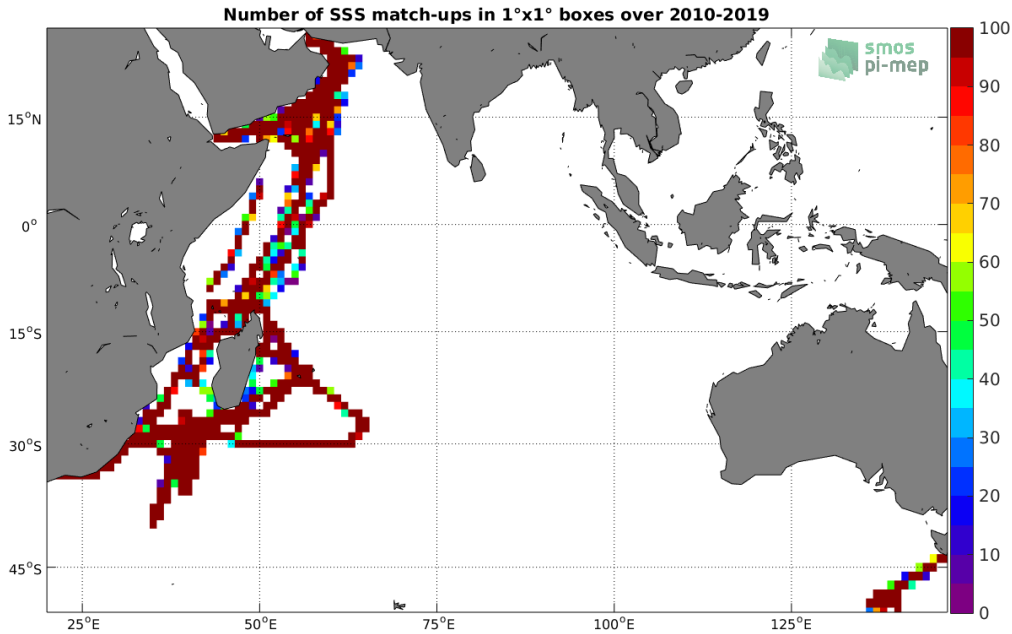 Number of SSS match-ups in 1°x1° boxes over 2010-2019
smos
pi-mep
100
90
80
70
60
50
40
30
20
10
0
15°N
0°
15°S
30°S
45°S
25°E
50°E
75°E
100°E
125°E